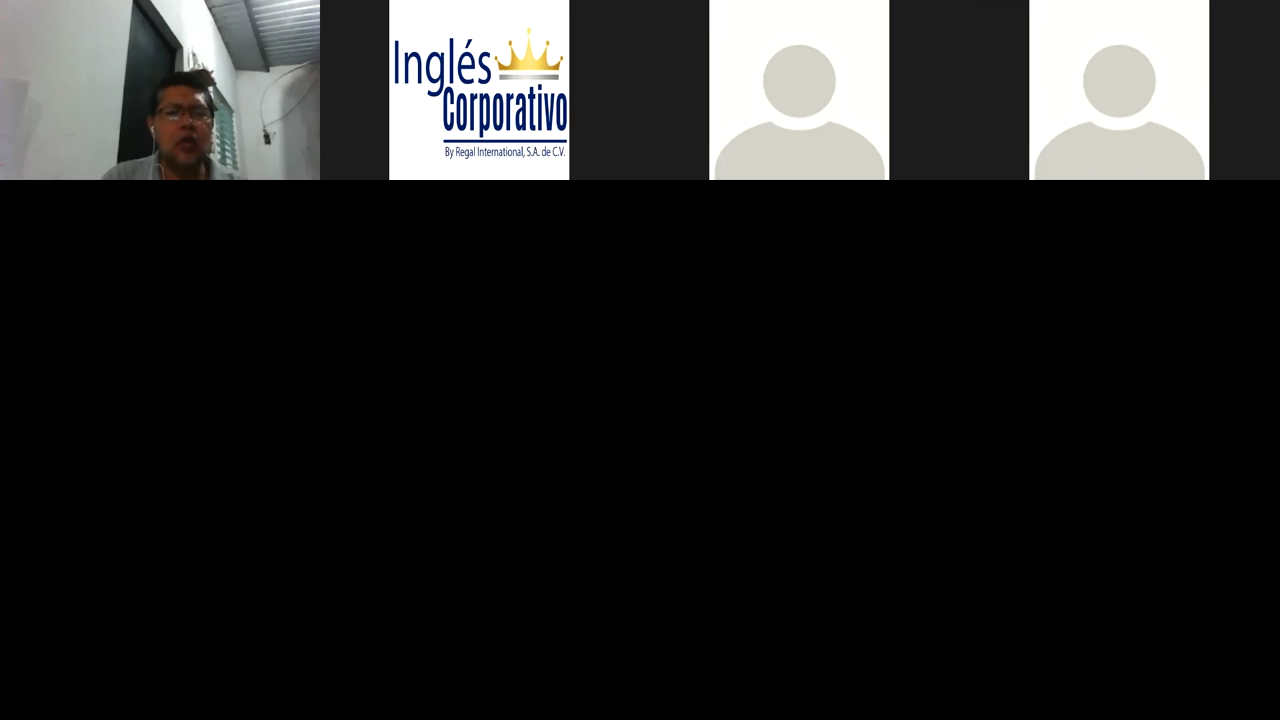 Inglés
Corporativo
By Regal International, S.A. de C.V.